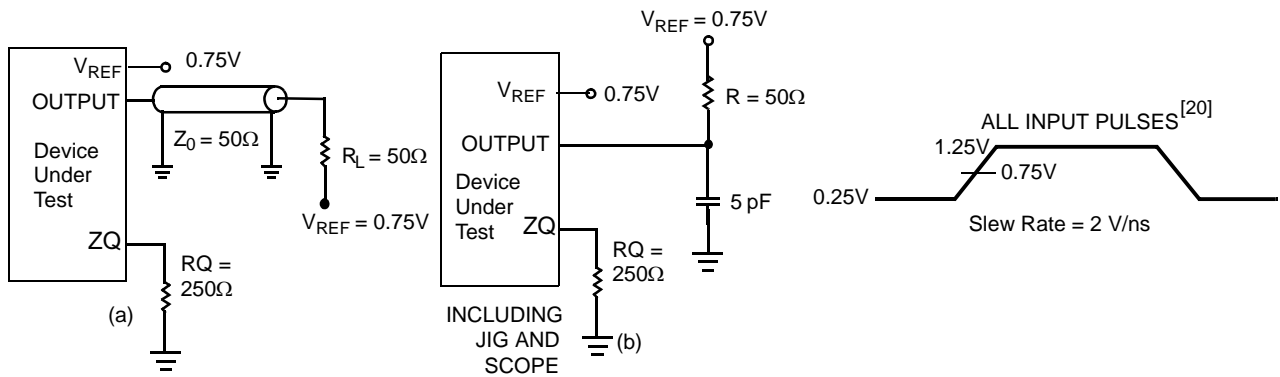 V_REF 0.75V
OUTPUT
Z_0 = 50Ω
Device
Under
Test
R_L = 50Ω
V_REF = 0.75V
ZQ
RQ =
250Ω
(a)
V_REF = 0.75V
R = 50Ω
V_REF 0.75V
OUTPUT
Device
Under
Test
5 pF
ZQ
RQ =
250Ω
INCLUDING
JIG AND
SCOPE
(b)
ALL INPUT PULSES[20]
1.25V
0.75V
0.25V
Slew Rate = 2 V/ns